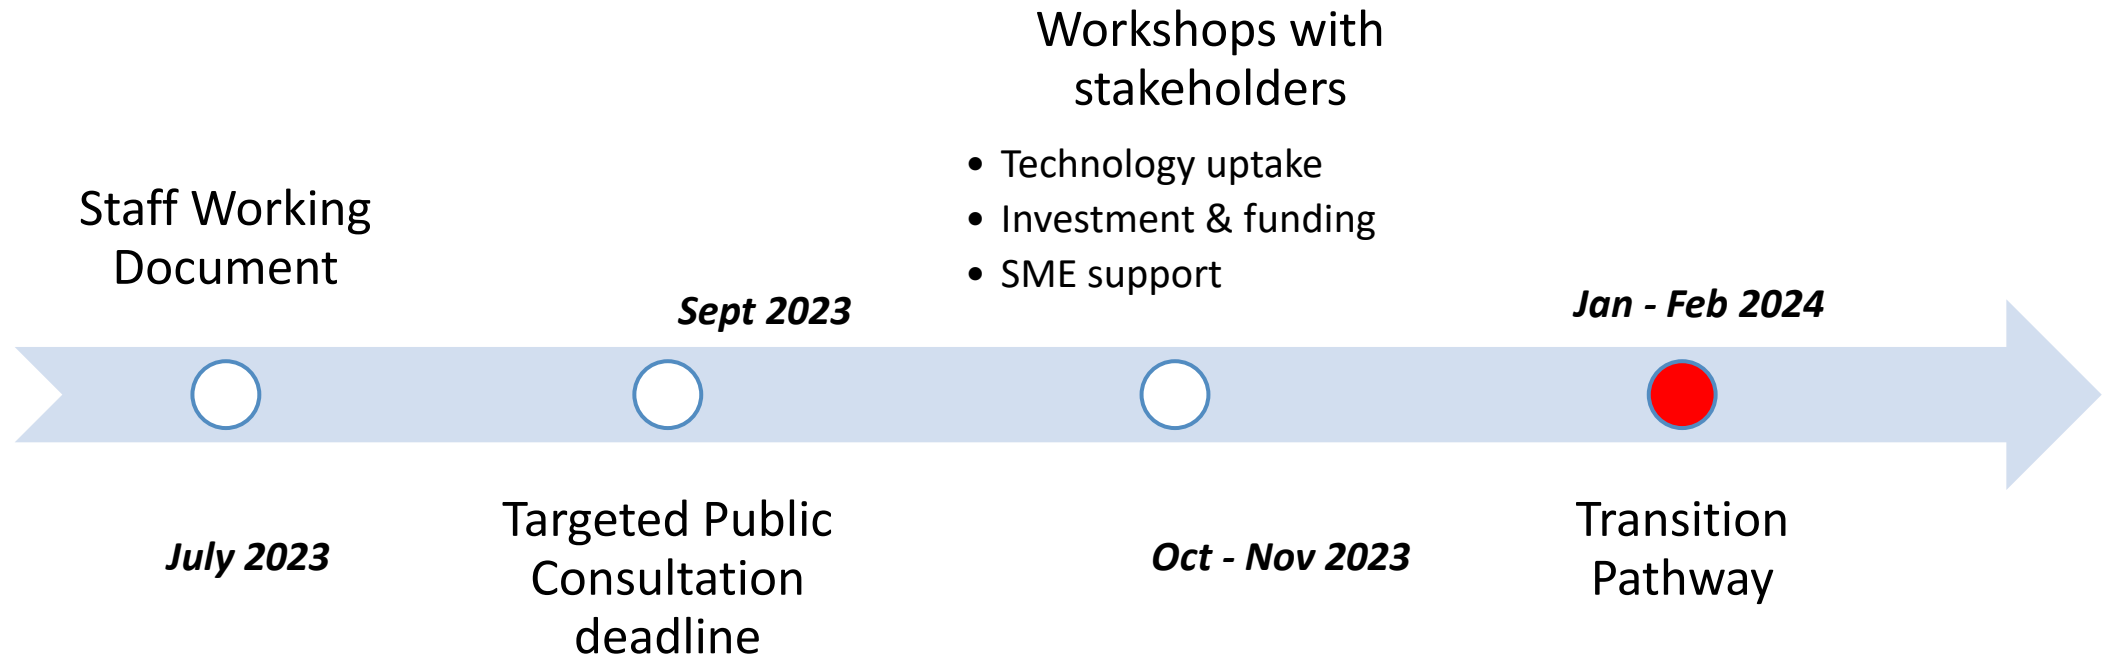 Staff Working
Document
July 2023
Sept 2023
Targeted Public
Consultation
deadline
Workshops with
stakeholders
• Technology uptake
• Investment & funding
• SME support
Oct - Nov 2023
Jan - Feb 2024
Transition
Pathway